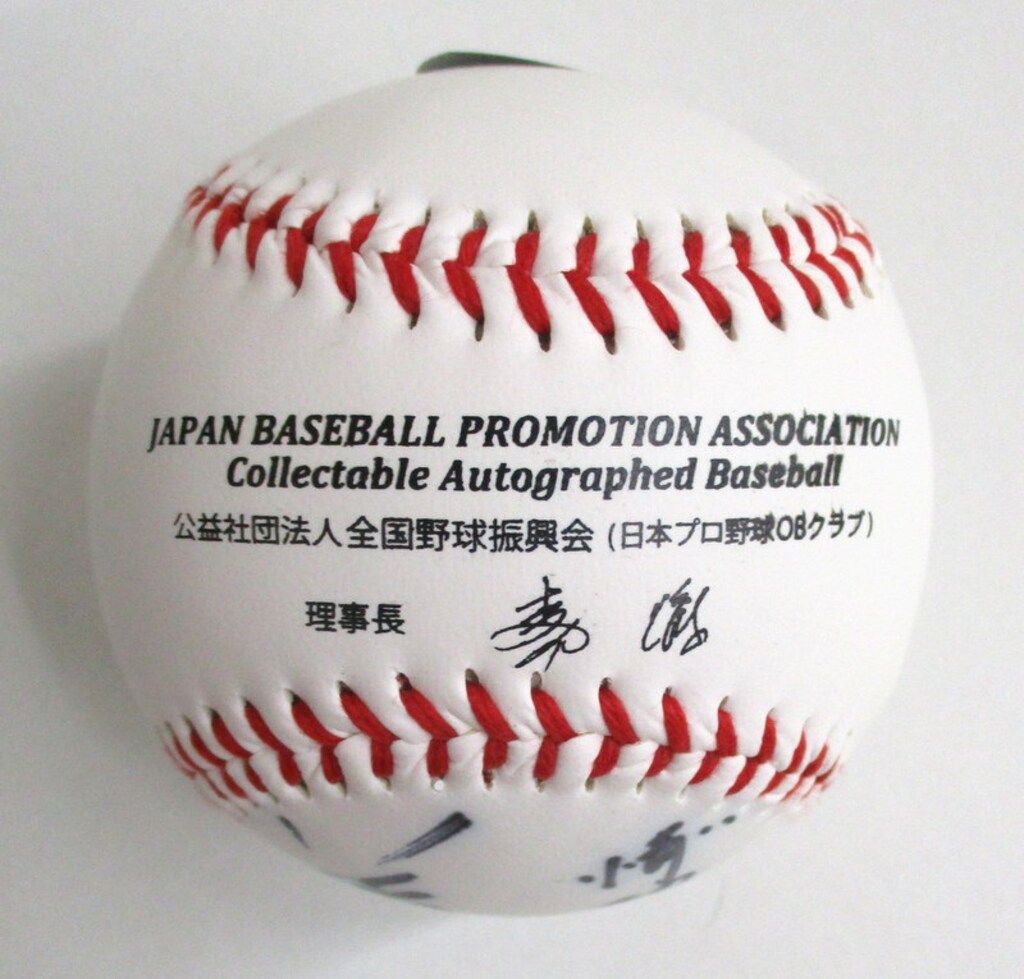 JAPAN BASEBALL PROMOTION ASSOCIATION
Collectable Autographed Baseball
公益社団法人 全国野球振興会 (日本プロ野球OBクラブ)
理事長